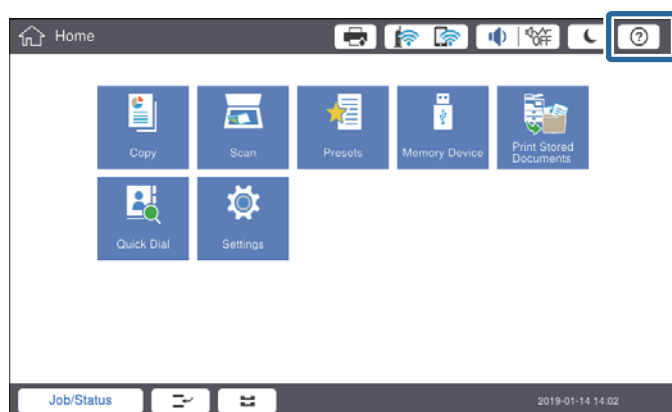 Home
OFF
?
Copy
Scan
Presets
Memory Device
Print Stored
Documents
Quick Dial
Settings
Job/Status
2019-01-14 14:02